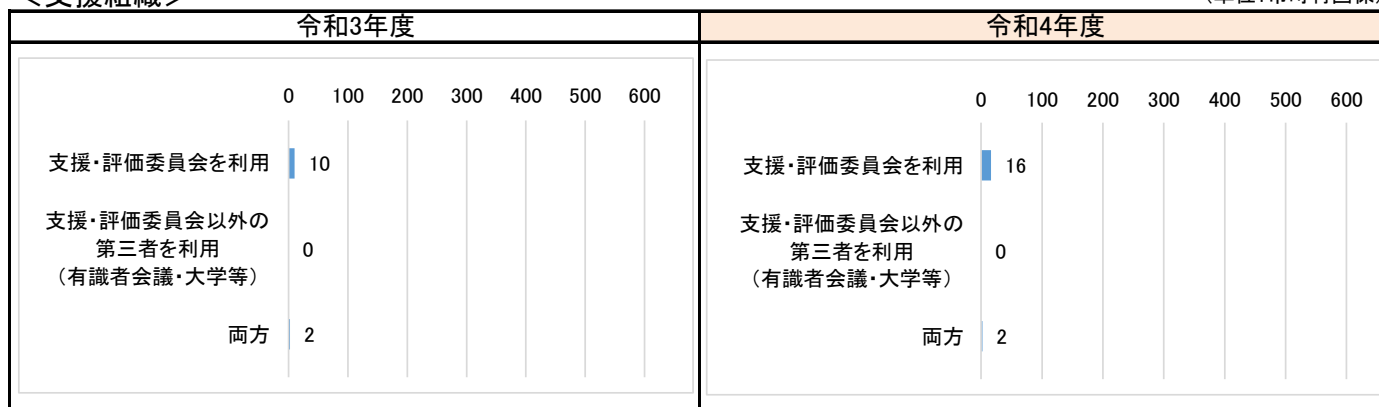 ＜支援組織＞
令和3年度
令和4年度
0 100 200 300 400 500 600
支援・評価委員会を利用 10
支援・評価委員会以外の
第三者を利用 0
（有識者会議・大学等）
両方 2
0 100 200 300 400 500 600
支援・評価委員会を利用 16
支援・評価委員会以外の
第三者を利用 0
（有識者会議・大学等）
両方 2